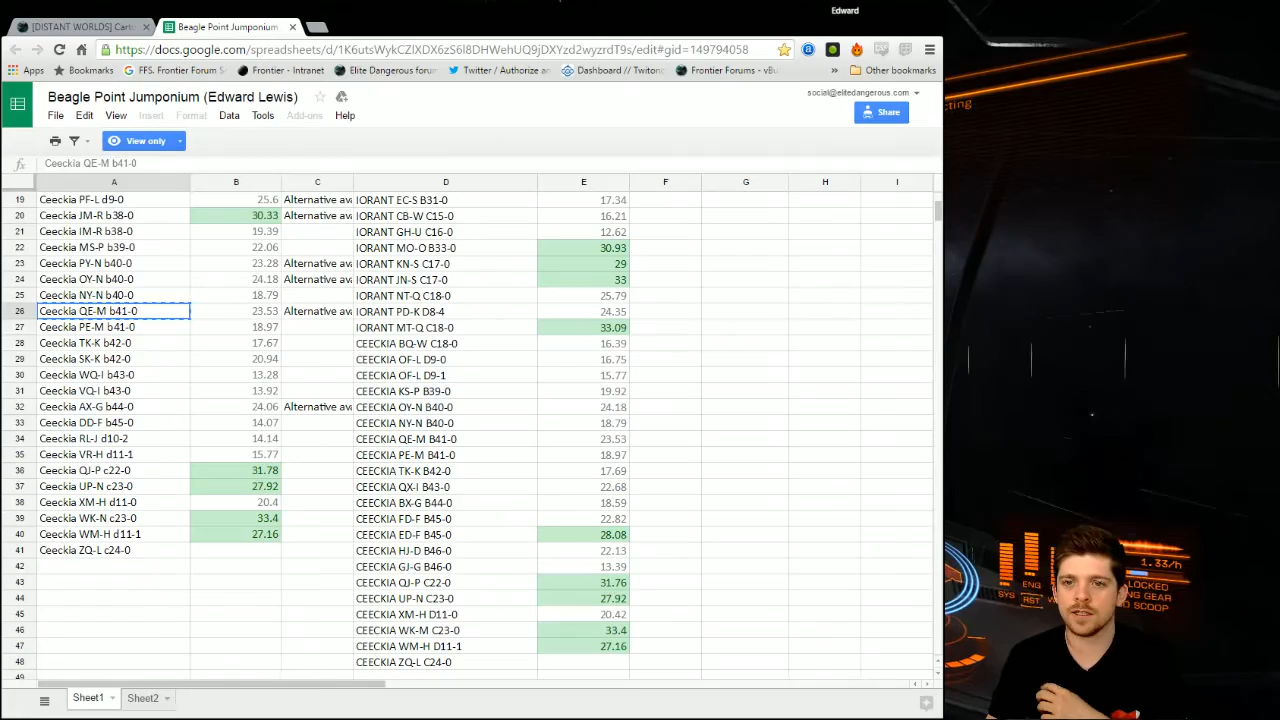 Edward
[DISTANT WORLDS] Cart
Beagle Point Jumponium
https://docs.google.com/spreadsheets/d/1K6utsWykCZlXDX6zS6l8DHWehUQ9jDXYzd2wyzrdT9s/edit#gid=149794058
Apps Bookmarks FFS. Frontier Forum S Frontier - Intranet Elite Dangerous forum Twitter / Authorize an Dashboard // Twitonc Frontier Forums - vBu » Other bookmarks
Beagle Point Jumponium (Edward Lewis)
social@elitedangerous.com
File Edit View Insert Format Data Tools Add-ons Help
Share
View only
fx Ceeckia QE-M b41-0
A B C D E F G H I
19 Ceeckia PF-L d9-0 25.6 Alternative ava IORANT EC-S B31-0 17.34
20 Ceeckia JM-R b38-0 30.33 Alternative ava IORANT CB-W C15-0 16.21
21 Ceeckia IM-R b38-0 19.39 IORANT GH-U C16-0 12.62
22 Ceeckia MS-P b39-0 22.06 IORANT MO-O B33-0 30.93
23 Ceeckia PY-N b40-0 23.28 Alternative ava IORANT KN-S C17-0 29
24 Ceeckia OY-N b40-0 24.18 Alternative ava IORANT JN-S C17-0 33
25 Ceeckia NY-N b40-0 18.79 IORANT NT-Q C18-0 25.79
26 Ceeckia QE-M b41-0 23.53 Alternative ava IORANT PD-K D8-4 24.35
27 Ceeckia PE-M b41-0 18.97 IORANT MT-Q C18-0 33.09
28 Ceeckia TK-K b42-0 17.67 CEECKIA BQ-W C18-0 16.39
29 Ceeckia SK-K b42-0 20.94 CEECKIA OF-L D9-0 16.75
30 Ceeckia WQ-I b43-0 13.28 CEECKIA OF-L D9-1 15.77
31 Ceeckia VQ-I b43-0 13.92 CEECKIA KS-P B39-0 19.92
32 Ceeckia AX-G b44-0 24.06 Alternative ava CEECKIA OY-N B40-0 24.18
33 Ceeckia DD-F b45-0 14.07 CEECKIA NY-N B40-0 18.79
34 Ceeckia RL-J d10-2 14.14 CEECKIA QE-M B41-0 23.53
35 Ceeckia VR-H d11-1 15.77 CEECKIA PE-M B41-0 18.97
36 Ceeckia QJ-P c22-0 31.78 CEECKIA TK-K B42-0 17.69
37 Ceeckia UP-N c23-0 27.92 CEECKIA QX-I B43-0 22.68
38 Ceeckia XM-H d11-0 20.4 CEECKIA BX-G B44-0 18.59
39 Ceeckia WK-N c23-0 33.4 CEECKIA FD-F B45-0 22.82
40 Ceeckia WM-H d11-1 27.16 CEECKIA ED-F B45-0 28.08
41 Ceeckia ZQ-L c24-0 CEECKIA HJ-D B46-0 22.13
42 CEECKIA GJ-G B46-0 13.39
43 CEECKIA QJ-P C22-0 31.76
44 CEECKIA UP-N C23-0 27.92
45 CEECKIA XM-H D11-0 20.42
46 CEECKIA WK-M C23-0 33.4
47 CEECKIA WM-H D11-1 27.16
48 CEECKIA ZQ-L C24-0
49
Sheet1 Sheet2
1.33/h
SYS ENG
RST
LOCKED